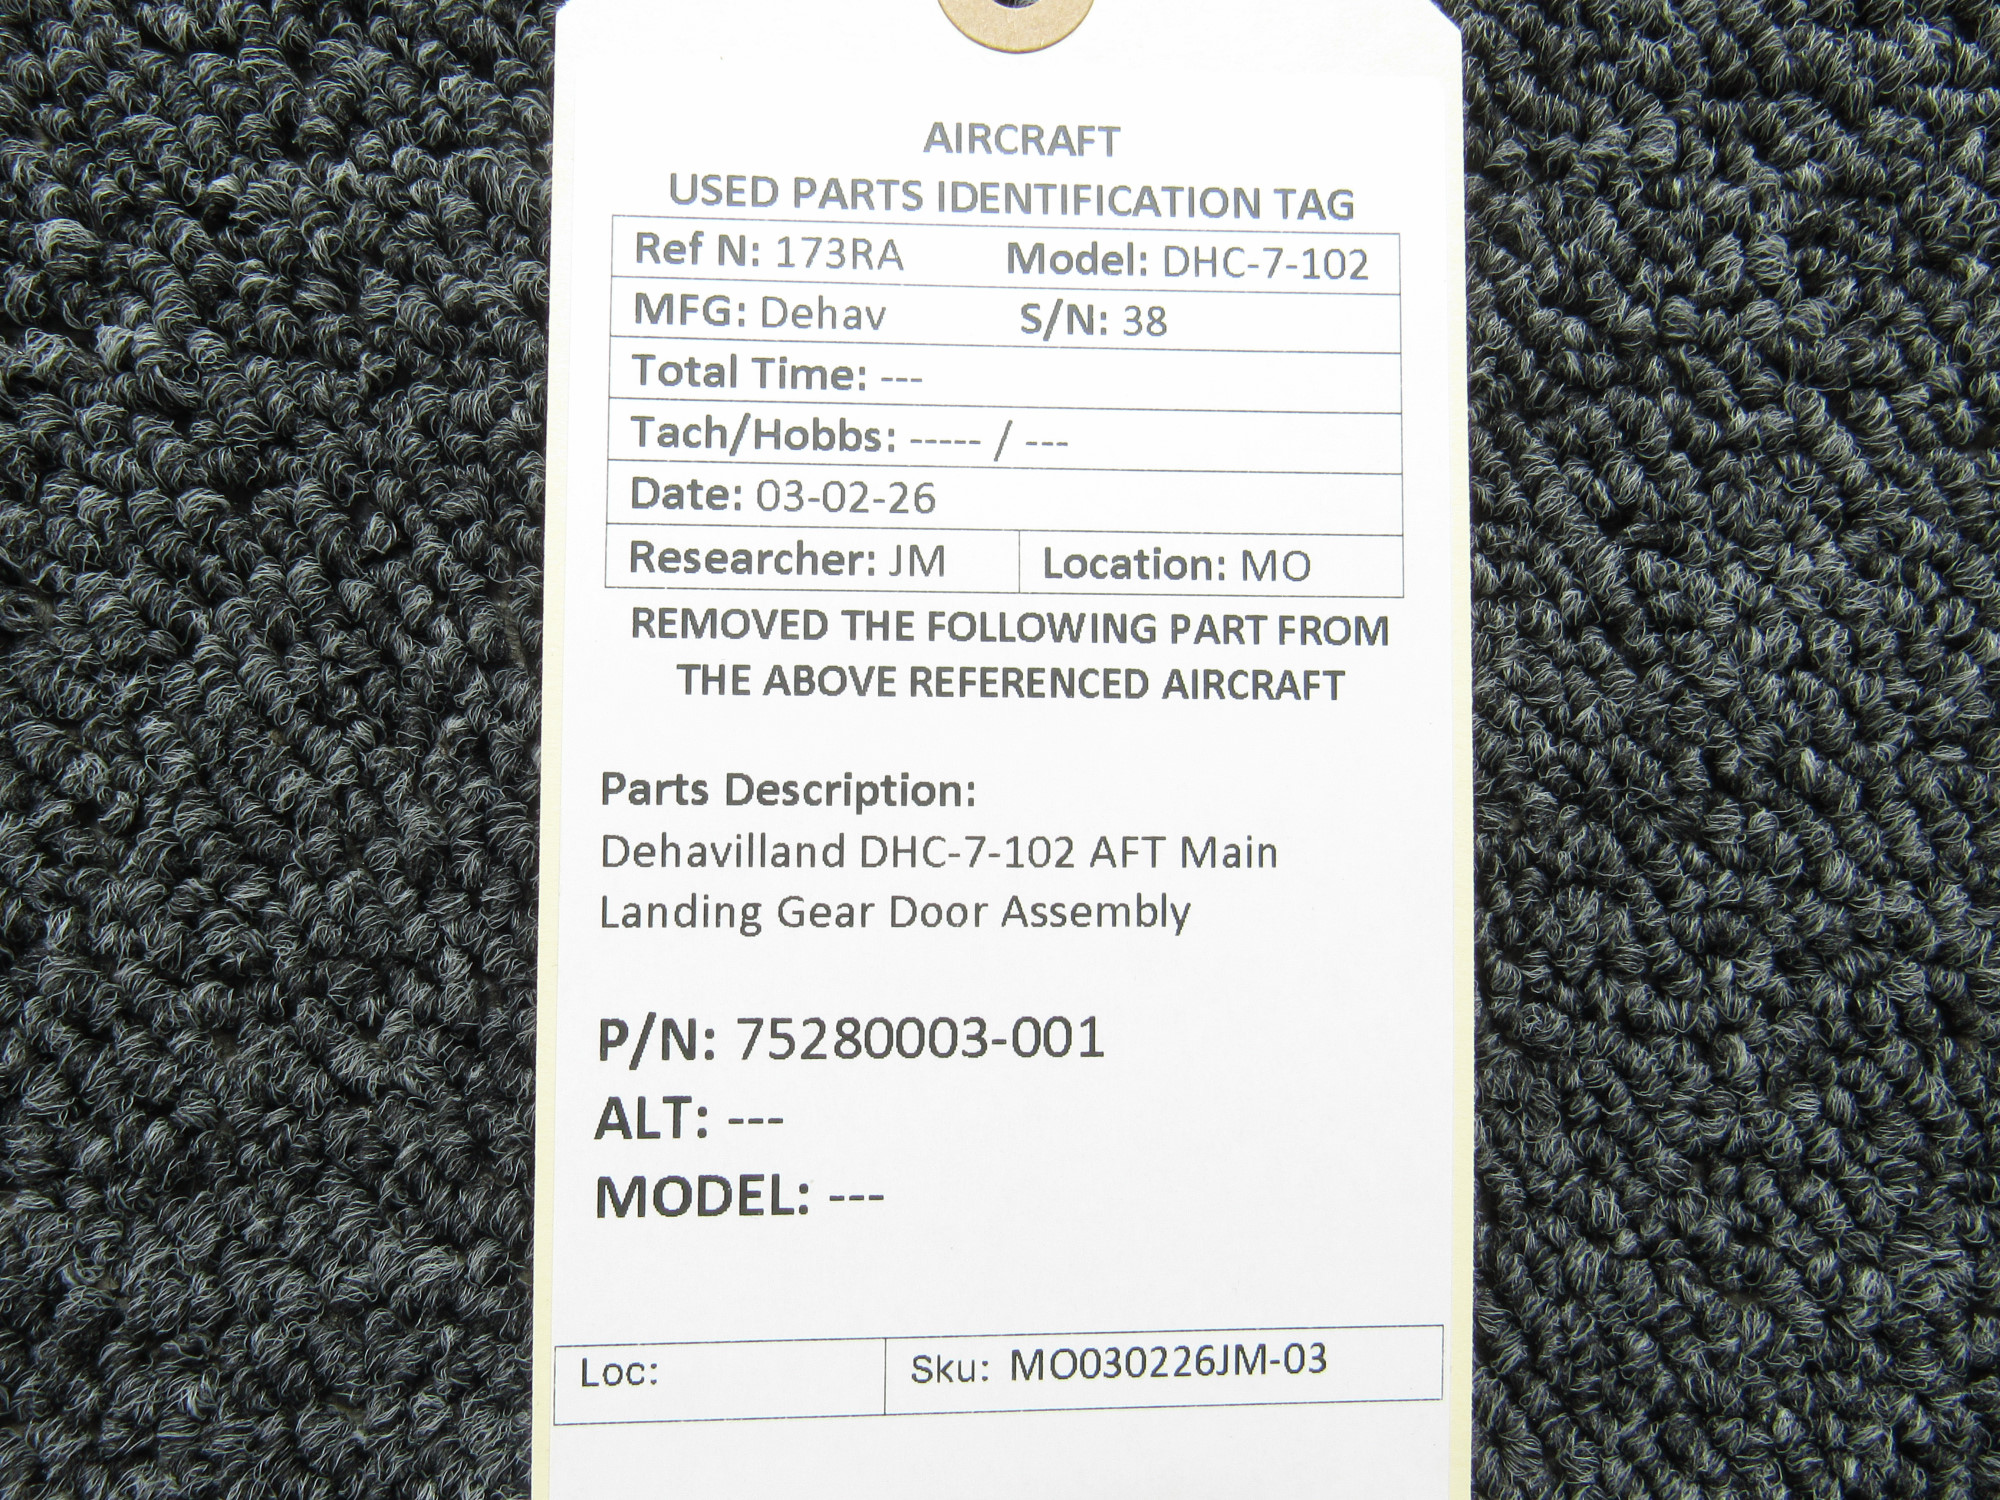 AIRCRAFT
USED PARTS IDENTIFICATION TAG
Ref N: 173RA Model: DHC-7-102
MFG: Dehav S/N: 38
Total Time: ---
Tach/Hobbs: ----- / ---
Date: 03-02-26
Researcher: JM Location: MO
REMOVED THE FOLLOWING PART FROM
THE ABOVE REFERENCED AIRCRAFT
Parts Description:
Dehavilland DHC-7-102 AFT Main
Landing Gear Door Assembly
P/N: 75280003-001
ALT: ---
MODEL: ---
Loc: Sku: MO030226JM-03